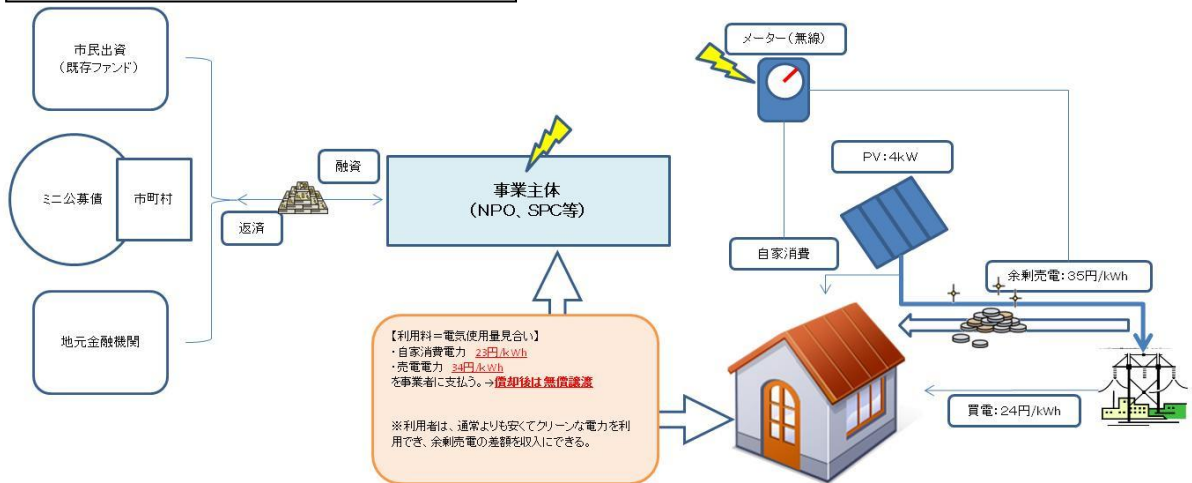 市民出資
（既存ファンド）
ミニ公募債
市町村
地元金融機関
融資
返済
事業主体
（NPO、SPC等）
【利用料＝電気使用量見合い】
・自家消費電力　23円/kWh
・売電電力　34円/kWh
を事業者に支払う。→償却後は無償譲渡
※利用者は、通常よりも安くてクリーンな電力を利
用でき、余剰売電の差額を収入にできる。
メーター（無線）
PV：4kW
自家消費
余剰売電：35円/kWh
買電：24円/kWh